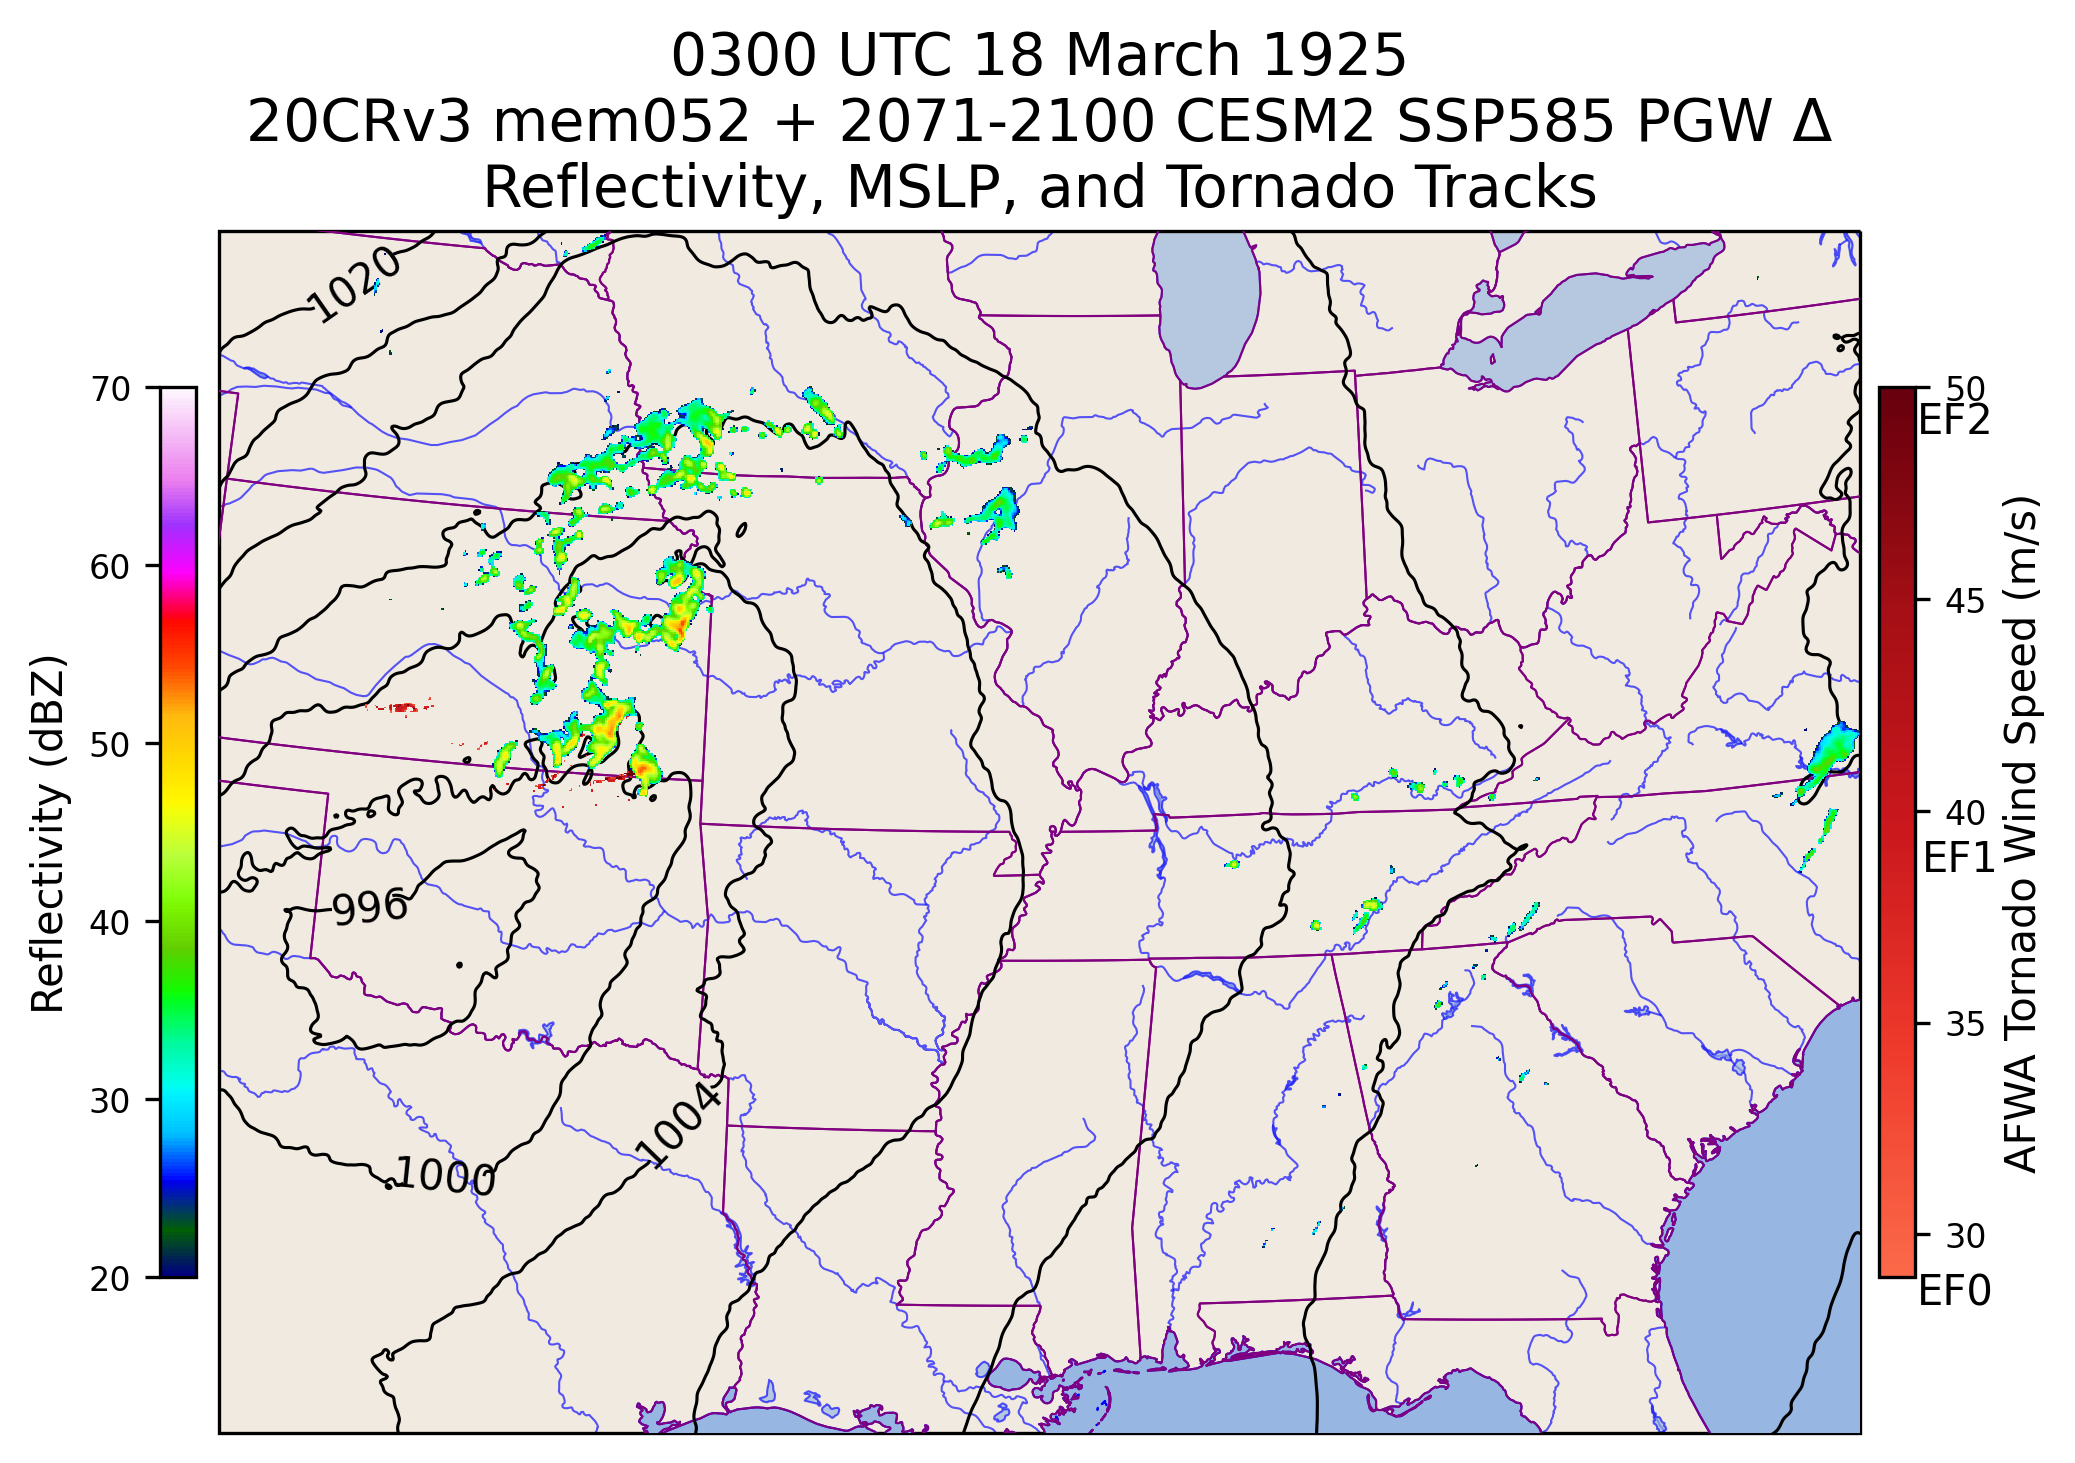 0300 UTC 18 March 1925
20CRv3 mem052 + 2071-2100 CESM2 SSP585 PGW Δ
Reflectivity, MSLP, and Tornado Tracks
1020
996
1000
1004
70
60
50
40
30
20
Reflectivity (dBZ)
50
EF2
45
40
EF1
35
30
EF0
AFWA Tornado Wind Speed (m/s)